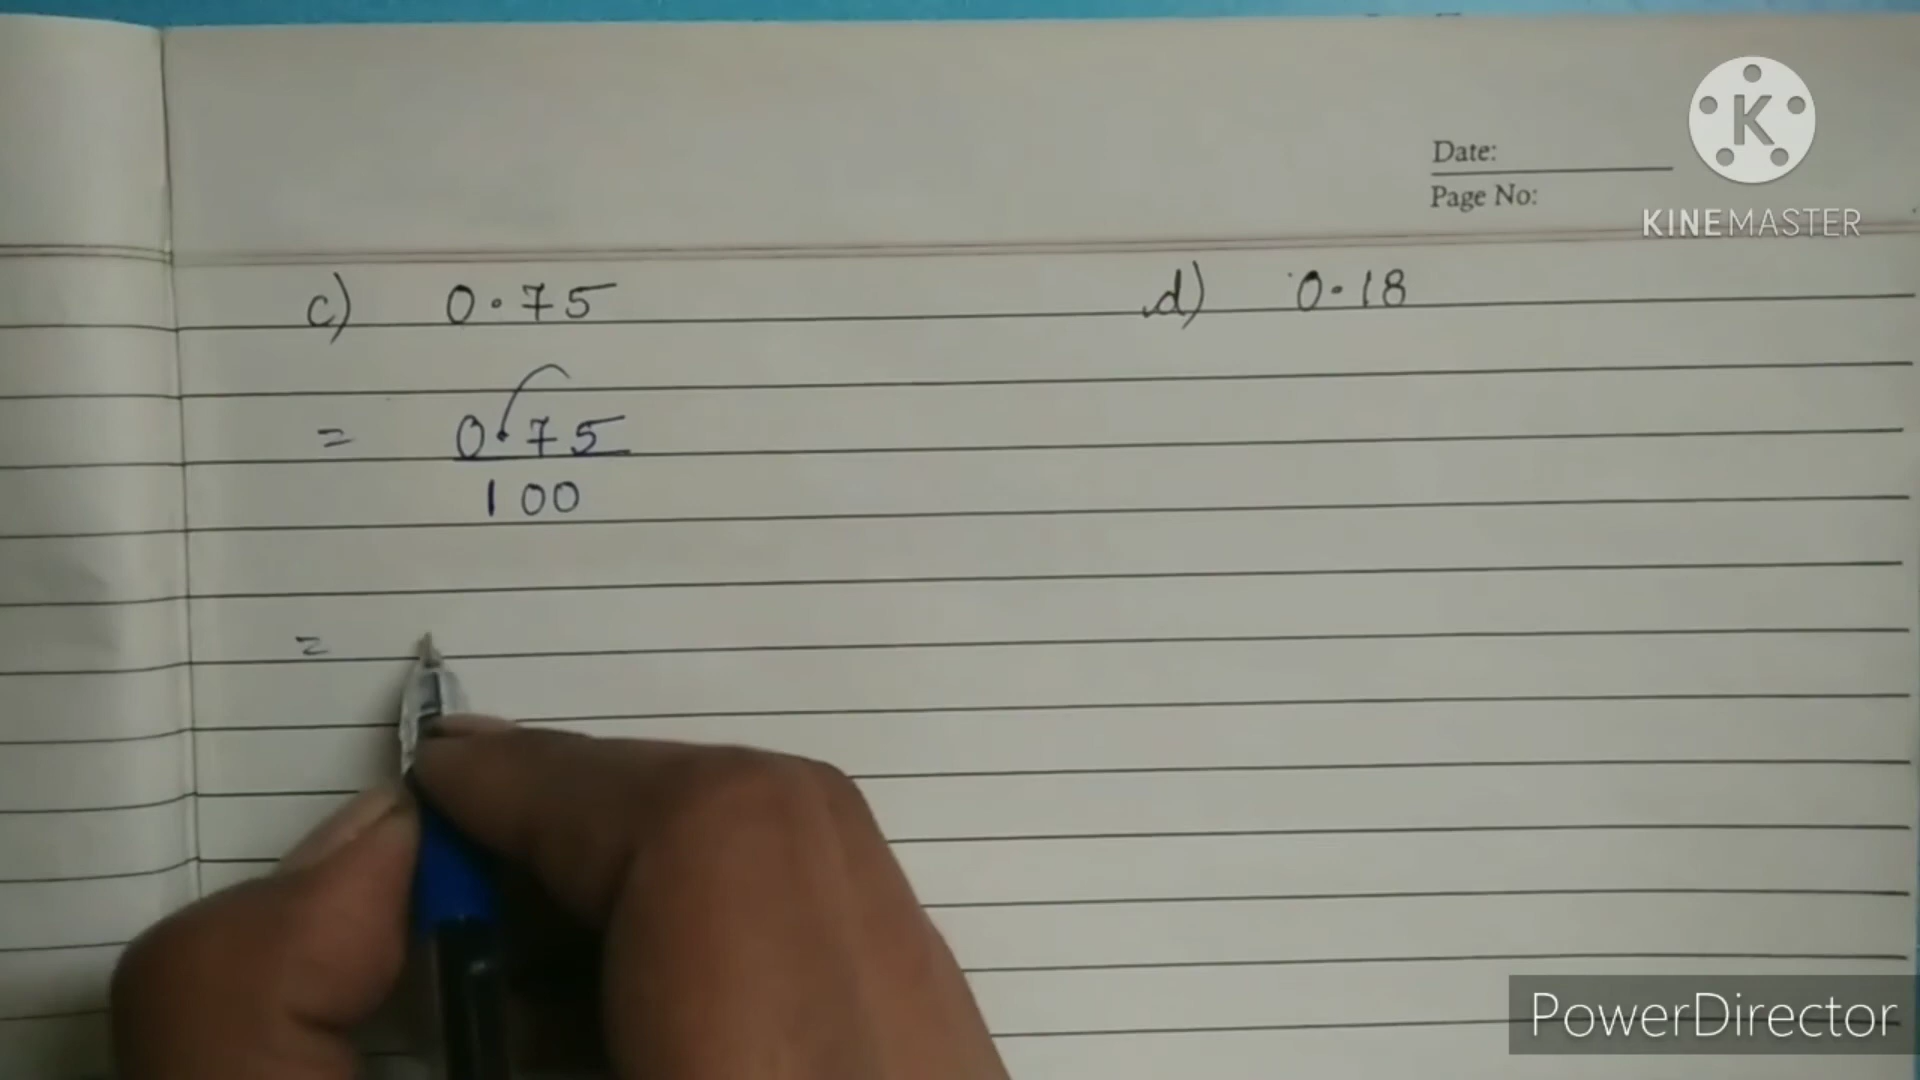 Date:
Page No:
K
KINEMASTER
c) 0.75
d) 0.18
= 0.75
100
=
PowerDirector